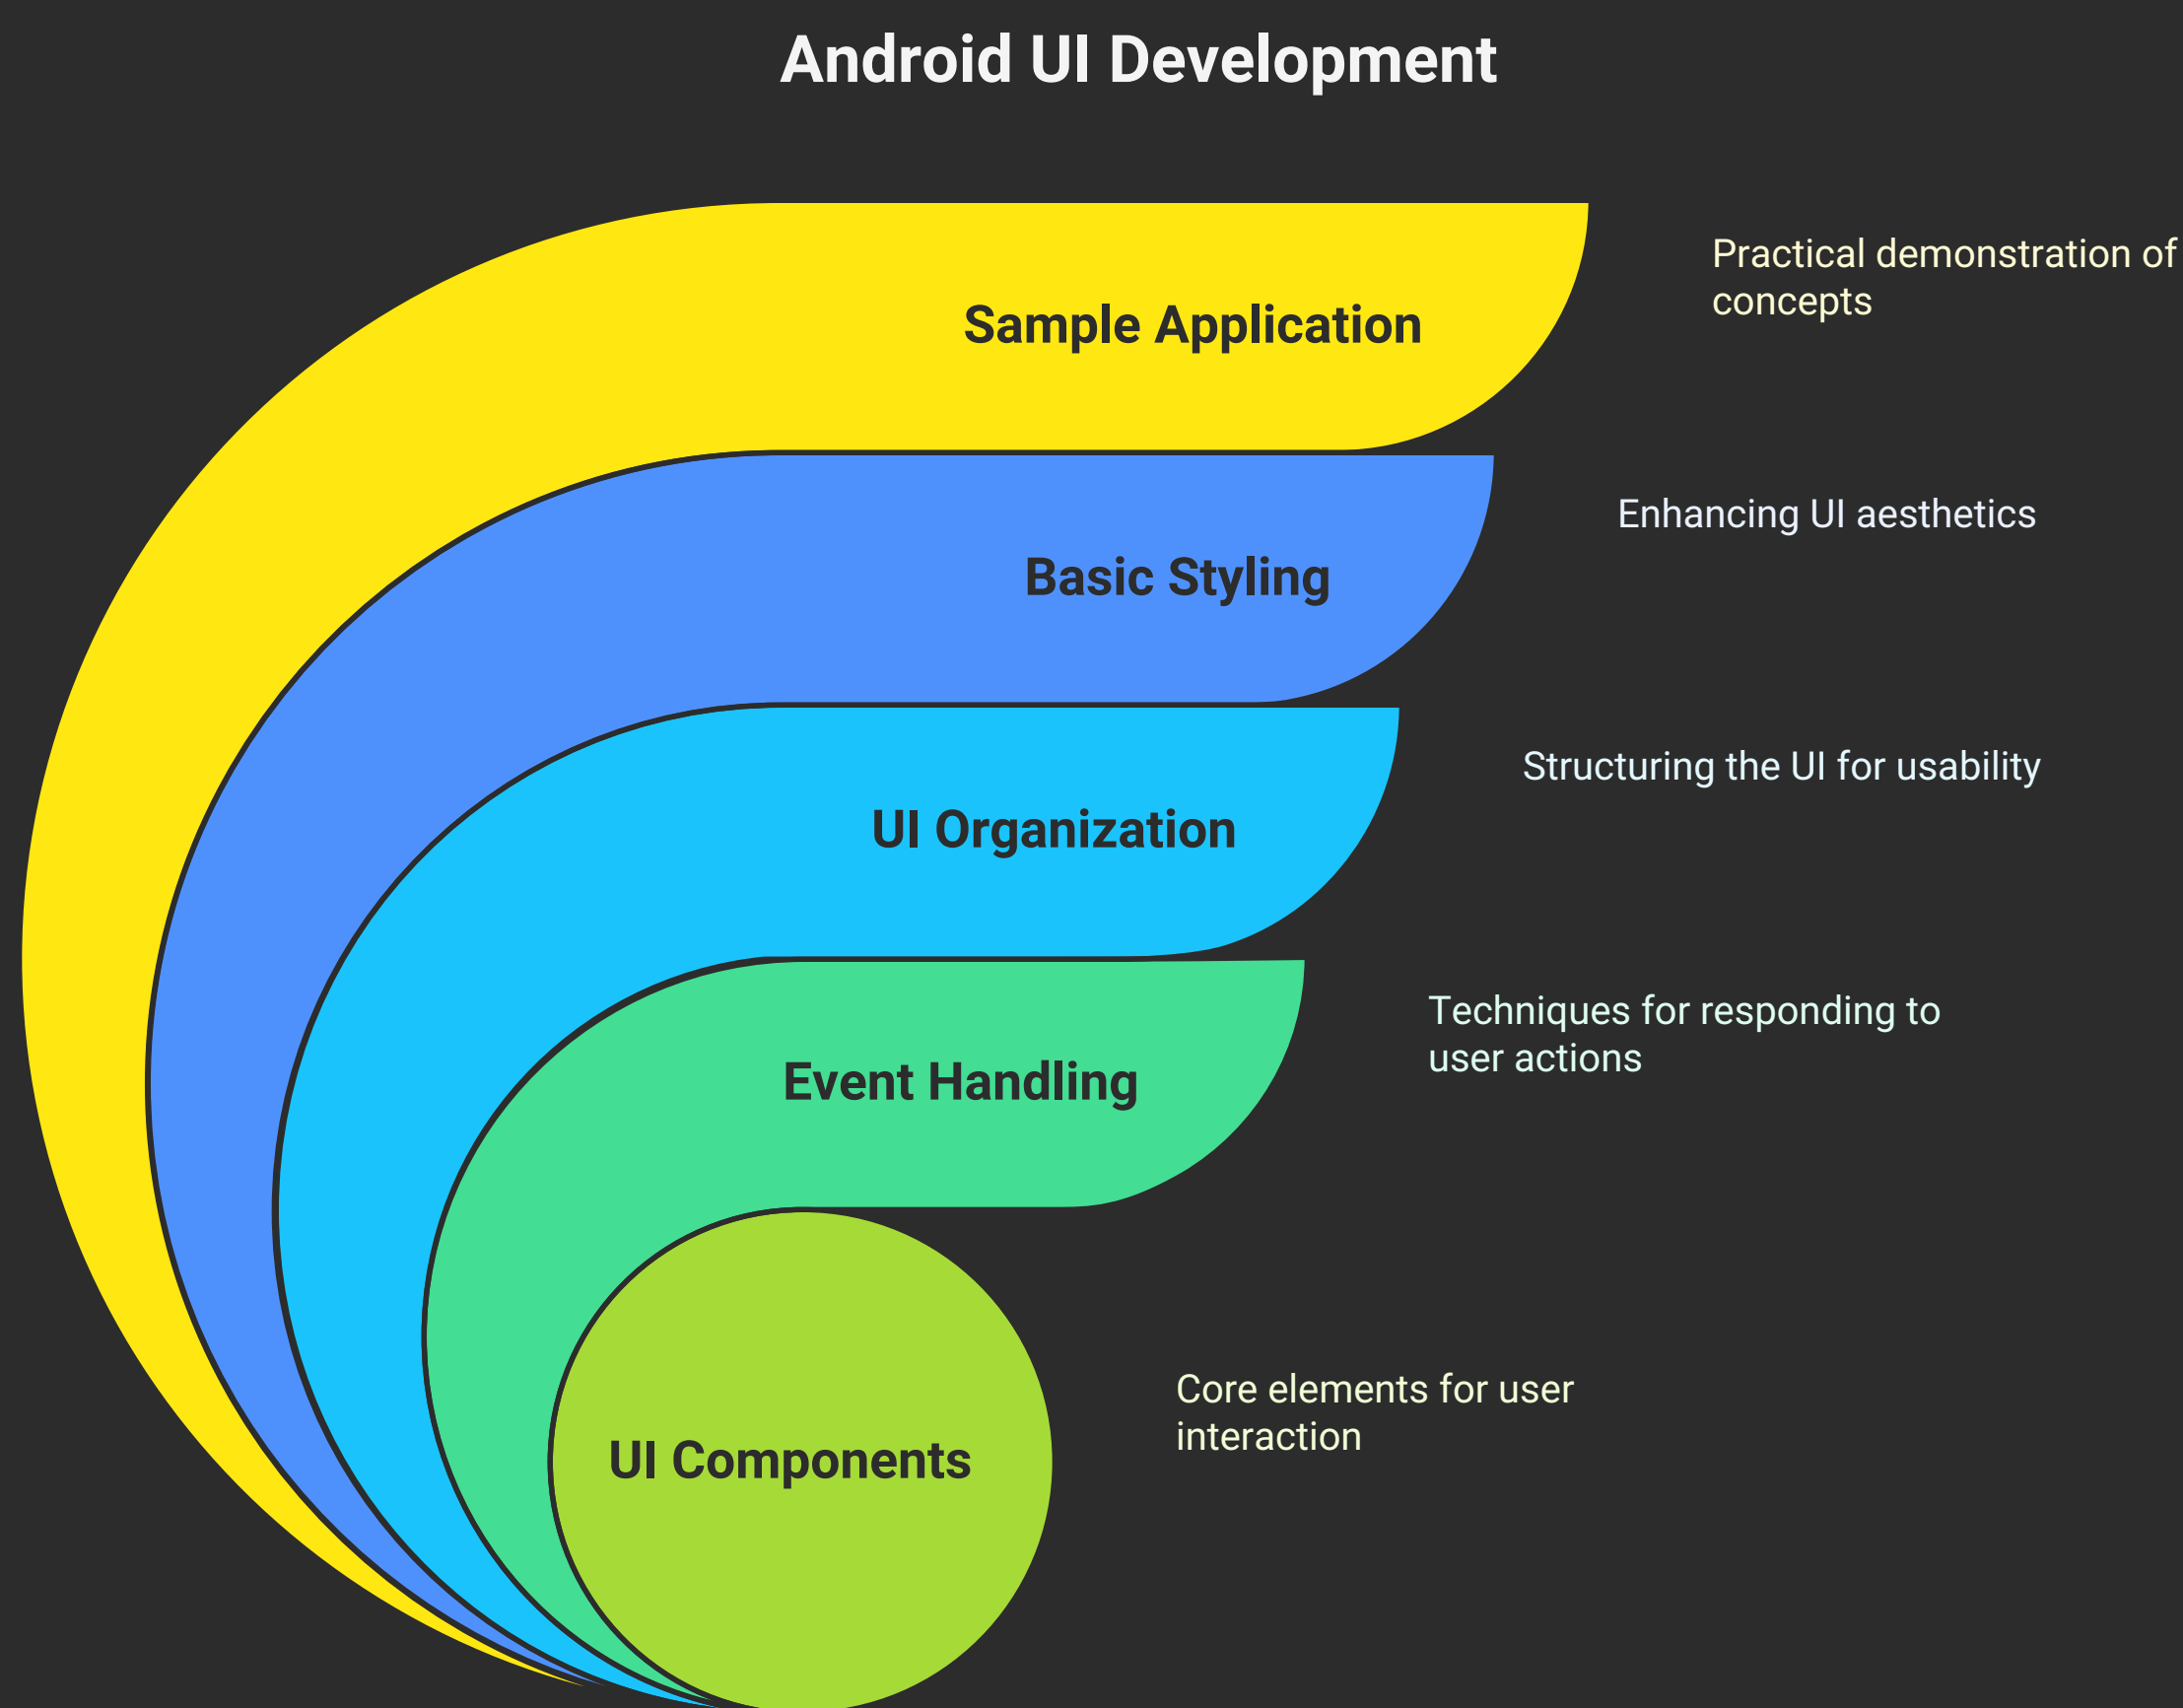 Android UI Development
Sample Application
Practical demonstration of
concepts
Basic Styling
Enhancing UI aesthetics
UI Organization
Structuring the UI for usability
Event Handling
Techniques for responding to
user actions
UI Components
Core elements for user
interaction